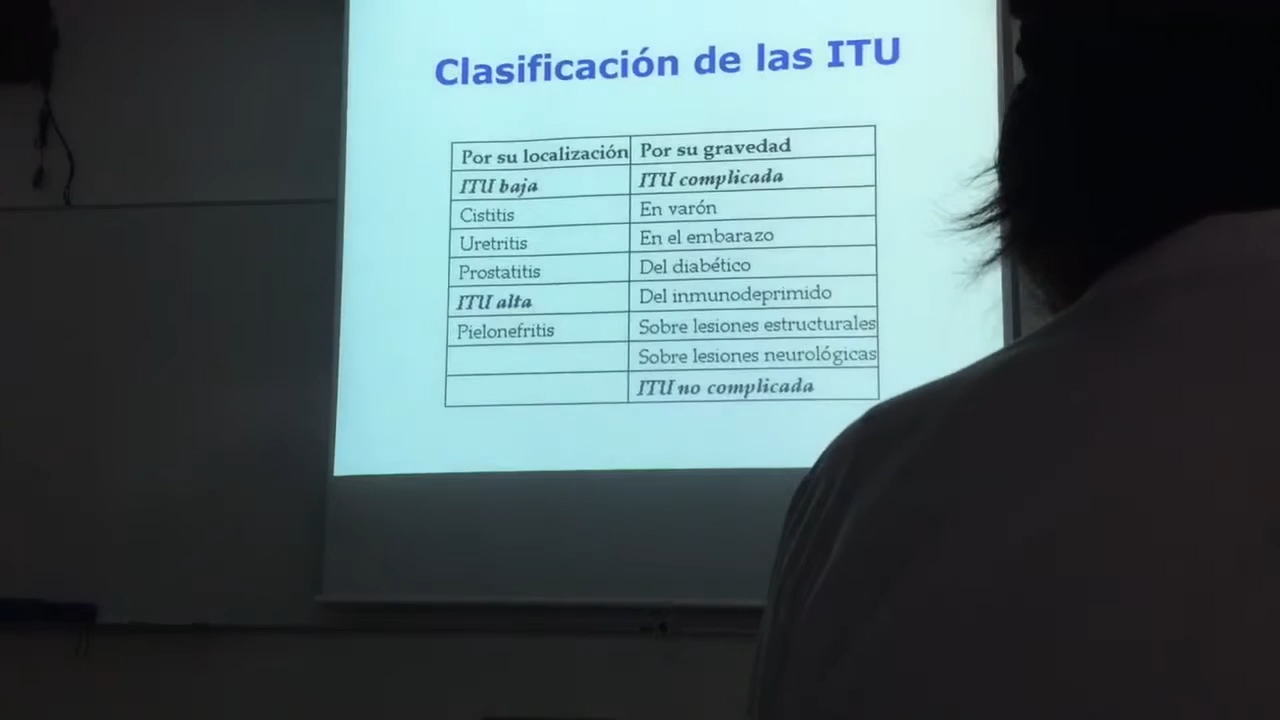 Clasificación de las ITU
Por su localización Por su gravedad
ITU baja ITU complicada
Cistitis En varón
Uretritis En el embarazo
Prostatitis Del diabético
ITU alta Del inmunodeprimido
Pielonefritis Sobre lesiones estructurales
Sobre lesiones neurológicas
ITU no complicada